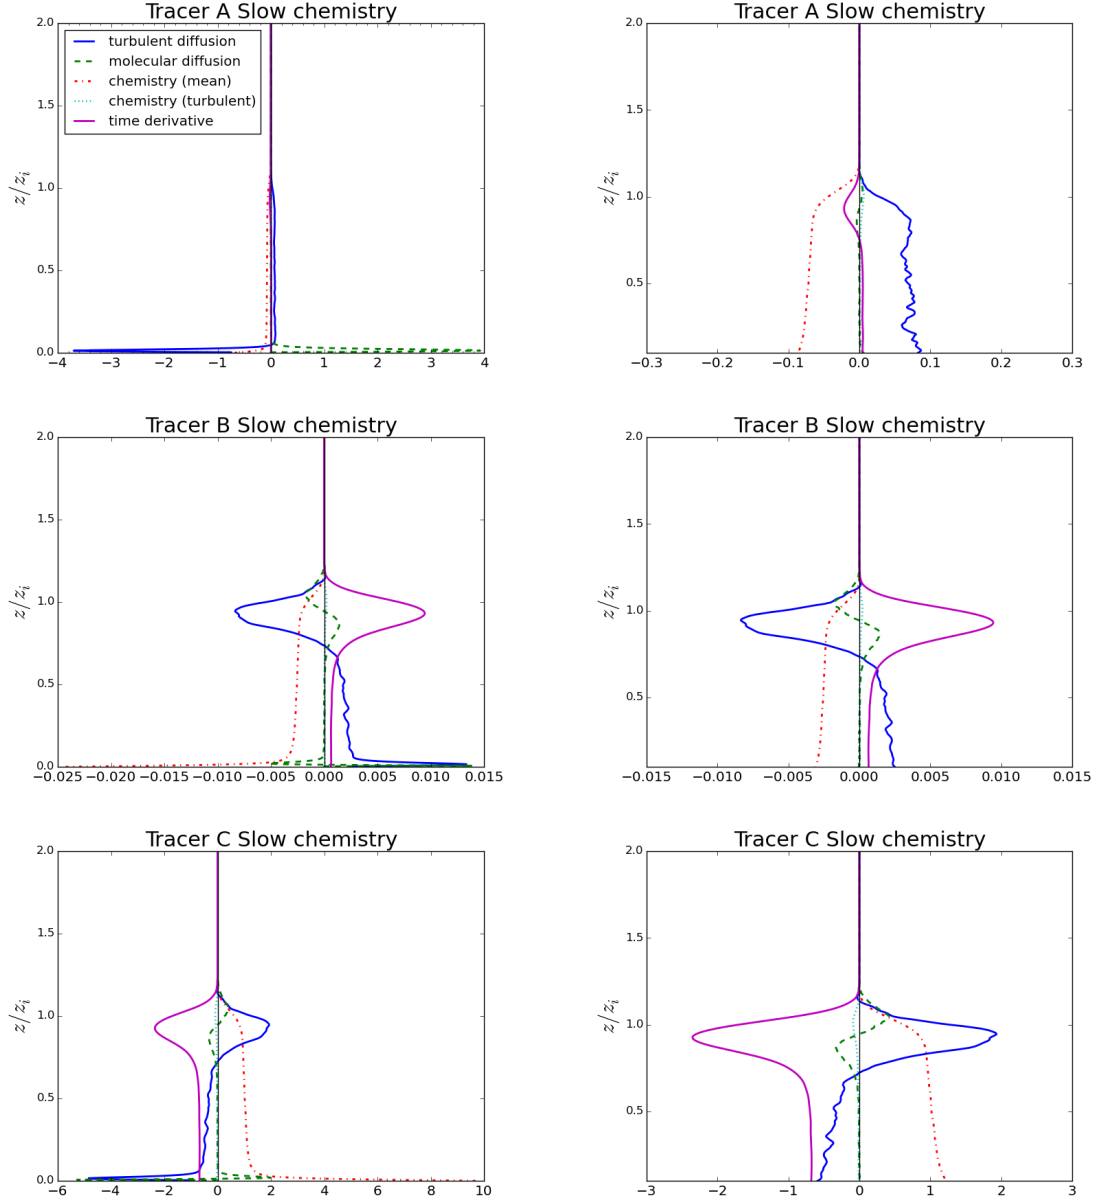 Tracer A Slow chemistry
2.0
1.5
1.0
0.5
0.0
z/z_i
turbulent diffusion
molecular diffusion
chemistry (mean)
chemistry (turbulent)
time derivative
−4 −3 −2 −1 0 1 2 3 4
Tracer A Slow chemistry
2.0
1.5
1.0
0.5
z/z_i
−0.3 −0.2 −0.1 0.0 0.1 0.2 0.3
Tracer B Slow chemistry
2.0
1.5
1.0
0.5
0.0
z/z_i
−0.025 −0.020 −0.015 −0.010 −0.005 0.000 0.005 0.010 0.015
Tracer B Slow chemistry
2.0
1.5
1.0
0.5
z/z_i
−0.015 −0.010 −0.005 0.000 0.005 0.010 0.015
Tracer C Slow chemistry
2.0
1.5
1.0
0.5
0.0
z/z_i
−6 −4 −2 0 2 4 6 8 10
Tracer C Slow chemistry
2.0
1.5
1.0
0.5
z/z_i
−3 −2 −1 0 1 2 3